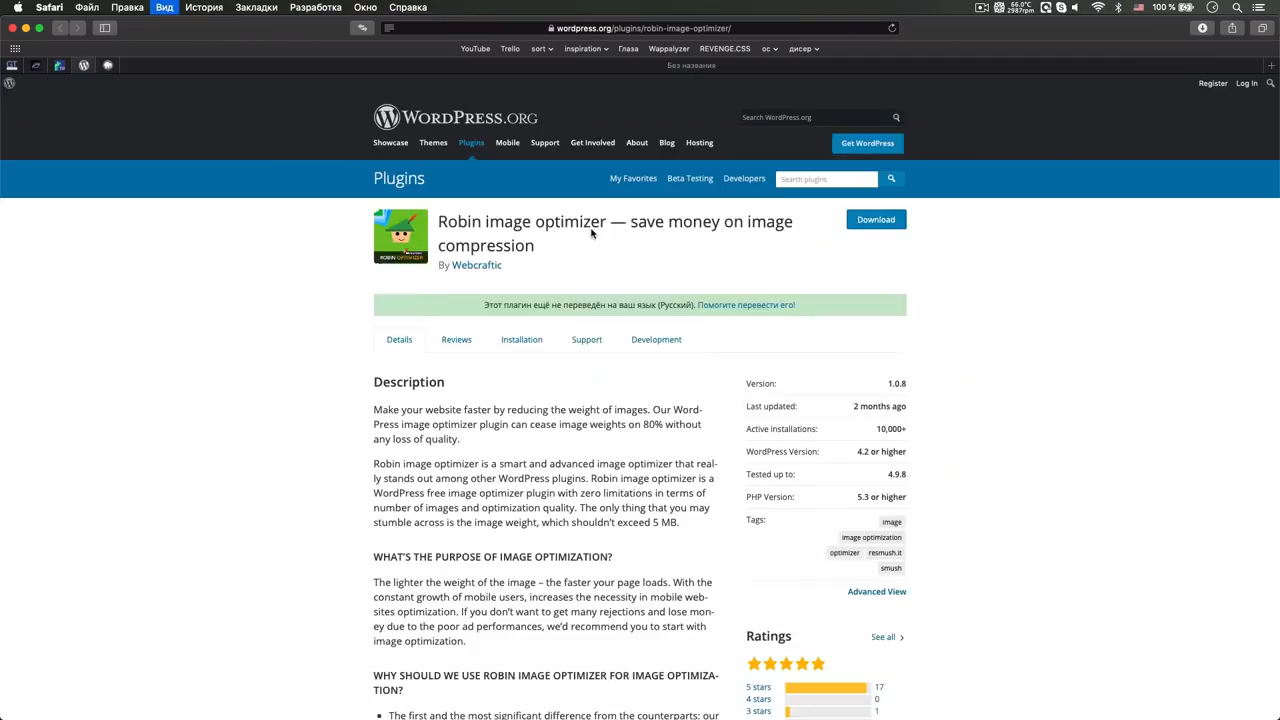 Safari Файл Правка Вид История Закладки Разработка Окно Справка 56.0C 100 %
wordpress.org/plugins/robin-image-optimizer/
YouTube Trello sort inspiration Глаза Wappalyzer REVENGE.CSS ос дисер
Без названия
Register Log In
WORDPRESS.ORG
Search WordPress.org
Showcase Themes Plugins Mobile Support Get Involved About Blog Hosting Get WordPress
Plugins My Favorites Beta Testing Developers Search plugins
Robin image optimizer — save money on image
compression
Download
By Webcraftic
ROBIN OPTIMIZER
Этот плагин ещё не переведён на ваш язык (Русский). Помогите перевести его!
Details Reviews Installation Support Development
Description
Make your website faster by reducing the weight of images. Our Word-
Press image optimizer plugin can cease image weights on 80% without
any loss of quality.
Robin image optimizer is a smart and advanced image optimizer that real-
ly stands out among other WordPress plugins. Robin image optimizer is a
WordPress free image optimizer plugin with zero limitations in terms of
number of images and optimization quality. The only thing that you may
stumble across is the image weight, which shouldn't exceed 5 MB.
WHAT'S THE PURPOSE OF IMAGE OPTIMIZATION?
The lighter the weight of the image – the faster your page loads. With the
constant growth of mobile users, increases the necessity in mobile web-
sites optimization. If you don't want to get many rejections and lose mon-
ey due to the poor ad performances, we'd recommend you to start with
image optimization.
WHY SHOULD WE USE ROBIN IMAGE OPTIMIZER FOR IMAGE OPTIMIZA-
TION?
The first and the most significant difference from the counterparts: our
Version: 1.0.8
Last updated: 2 months ago
Active installations: 10,000+
WordPress Version: 4.2 or higher
Tested up to: 4.9.8
PHP Version: 5.3 or higher
Tags: image
image optimization
optimizer resmush.it
smush
Advanced View
Ratings See all
5 stars 17
4 stars 0
3 stars 1